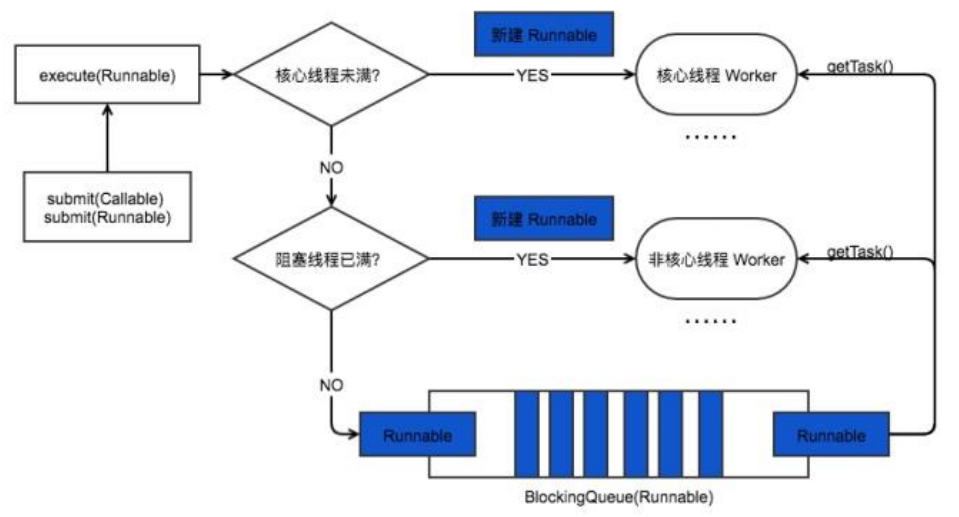 新建 Runnable
execute(Runnable)
核心线程未满?
YES
核心线程 Worker
getTask()
......
NO
submit(Callable)
submit(Runnable)
新建 Runnable
阻塞线程已满?
YES
非核心线程 Worker
getTask()
......
NO
Runnable
Runnable
BlockingQueue(Runnable)